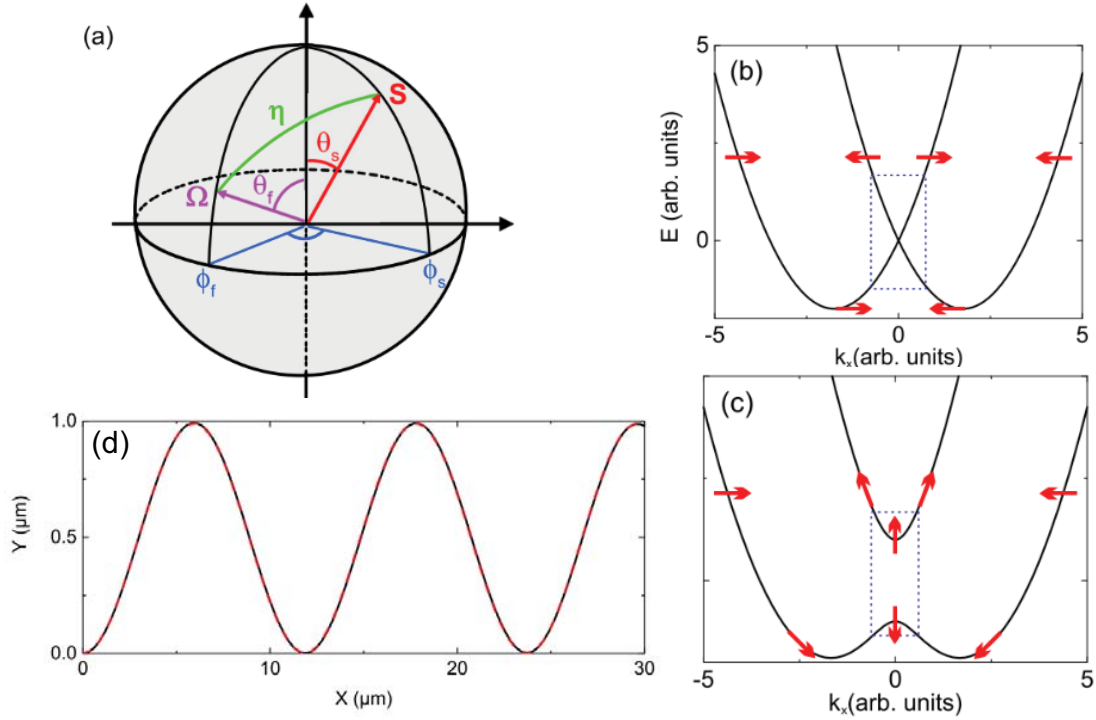 (a)
S
η
θs
θf
Ω
ϕf
ϕs
(b)
E (arb. units)
5
0
-5
0
5
kx(arb. units)
(c)
-5
0
5
kx(arb. units)
(d)
Y (μm)
1.0
0.5
0.0
0
10
20
30
X (μm)